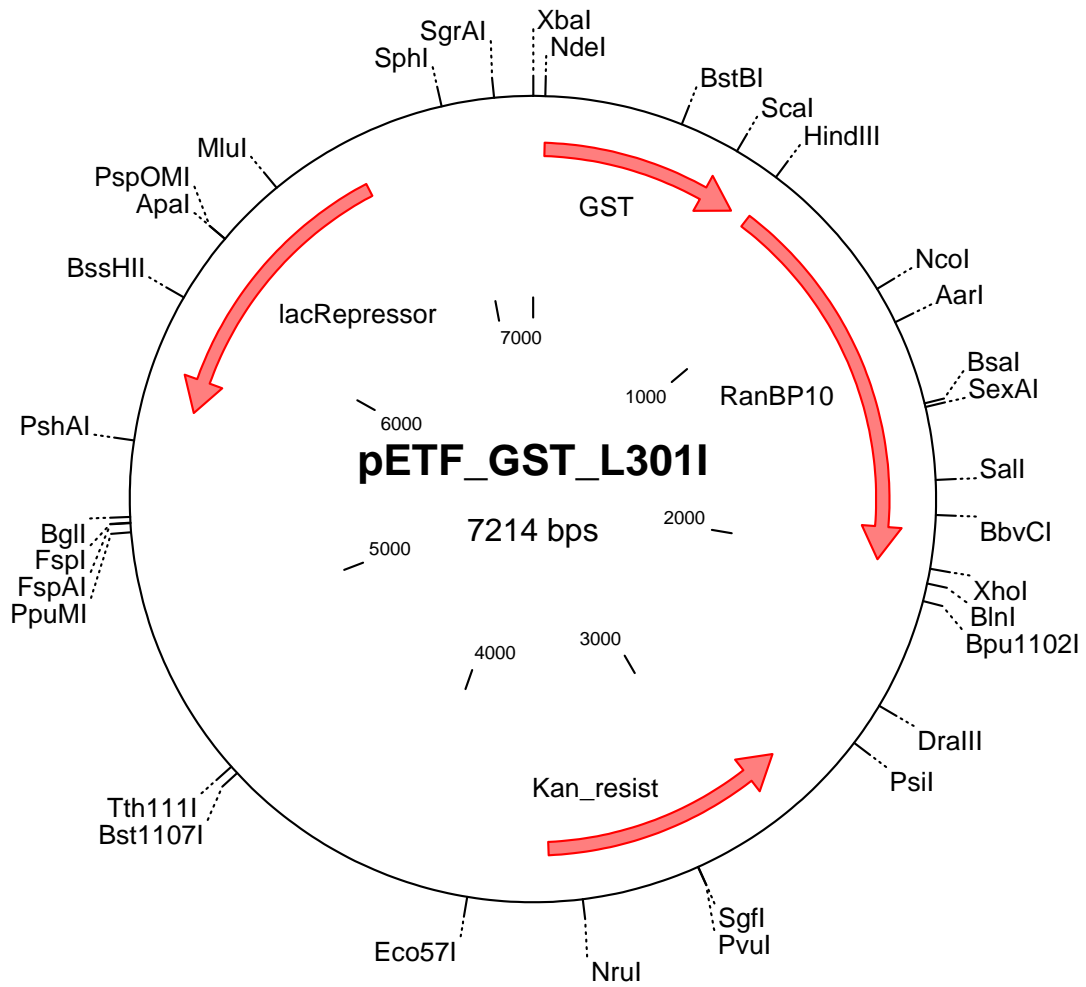 XbaI
NdeI
SgrAI
SphI
BstBI
ScaI
HindIII
MluI
PspOMI
ApaI
BssHII
GST
NcoI
AarI
lacRepressor
7000
BsaI
SexAI
1000
RanBP10
6000
PshAI
pETF_GST_L301I
SalI
7214 bps
2000
BbvCI
BglI
FspI
FspAI
PpuMI
5000
XhoI
BlnI
Bpu1102I
4000
3000
DraIII
PsiI
Kan_resist
Tth111I
Bst1107I
SgfI
PvuI
Eco57I
NruI